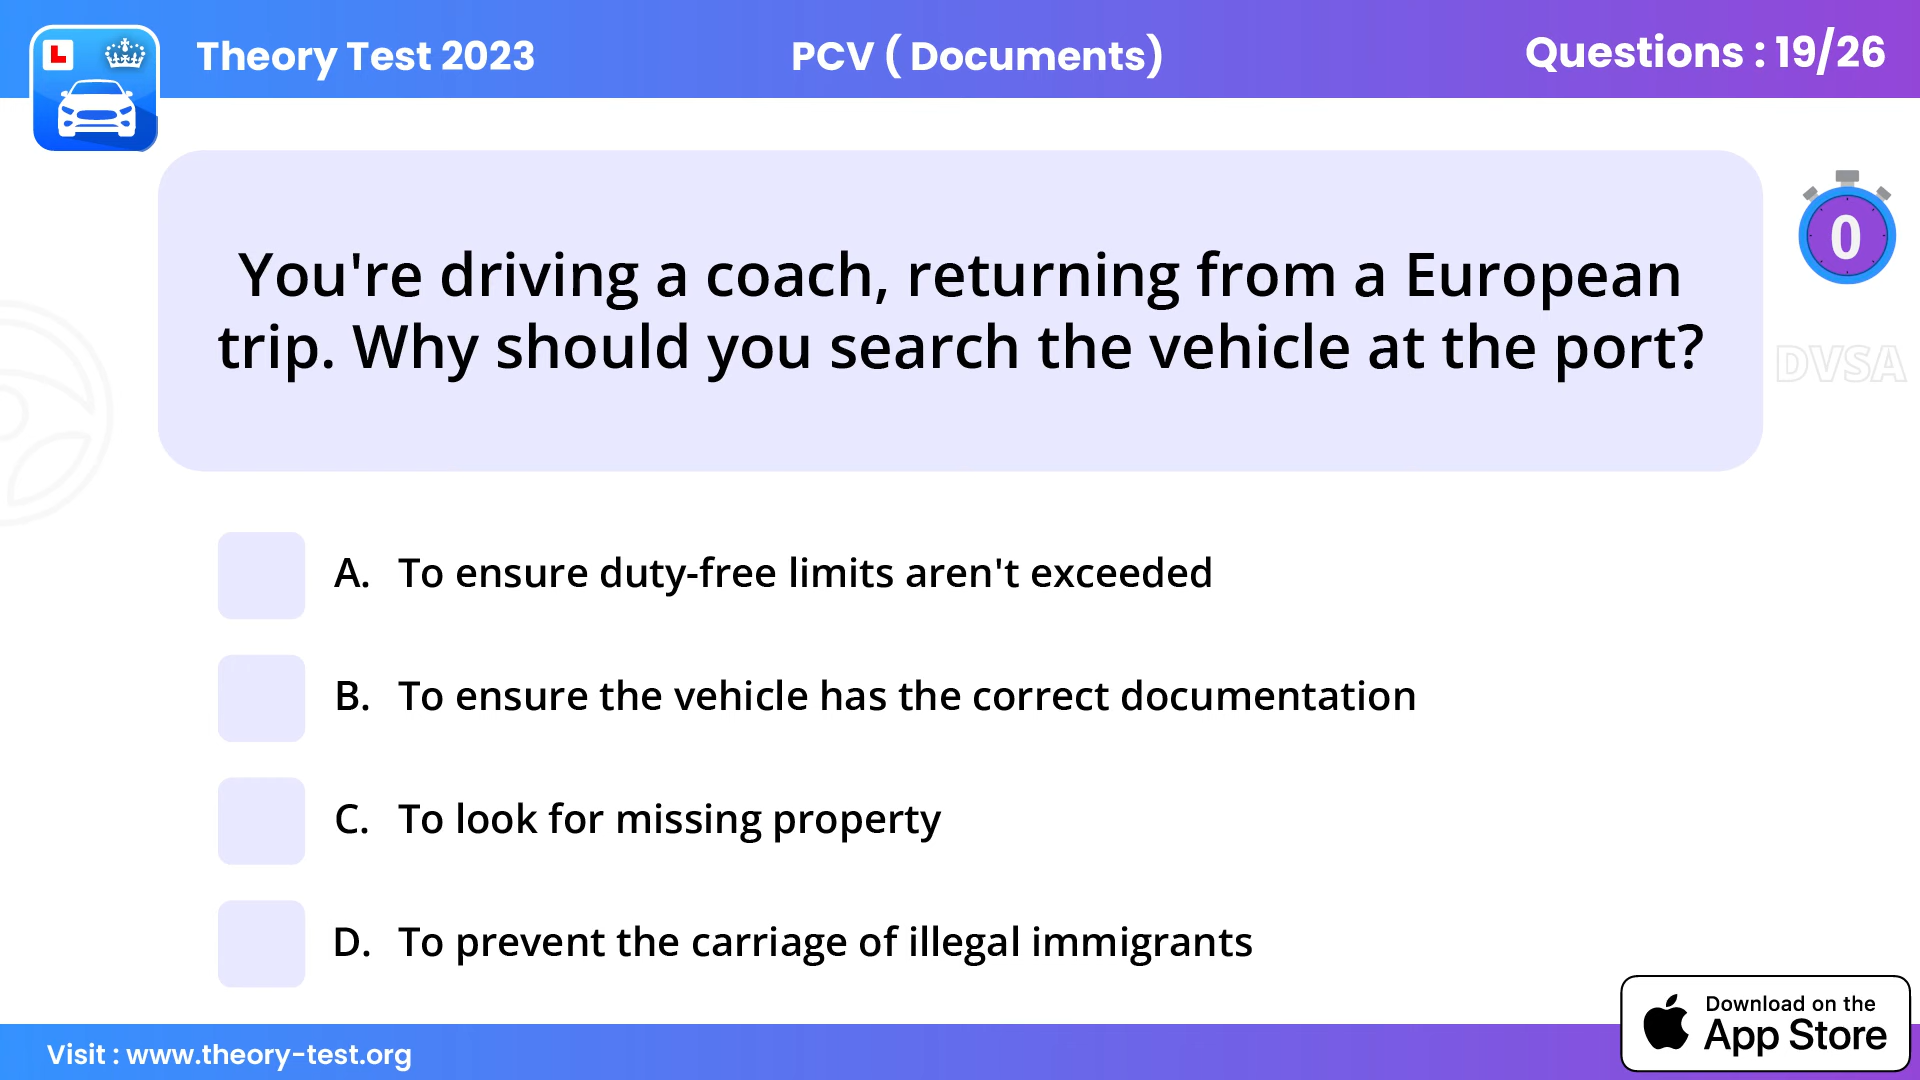 L
Theory Test 2023
PCV ( Documents)
Questions : 19/26
0
You're driving a coach, returning from a European
trip. Why should you search the vehicle at the port?
DVSA
A. To ensure duty-free limits aren't exceeded
B. To ensure the vehicle has the correct documentation
C. To look for missing property
D. To prevent the carriage of illegal immigrants
Visit : www.theory-test.org
Download on the
App Store